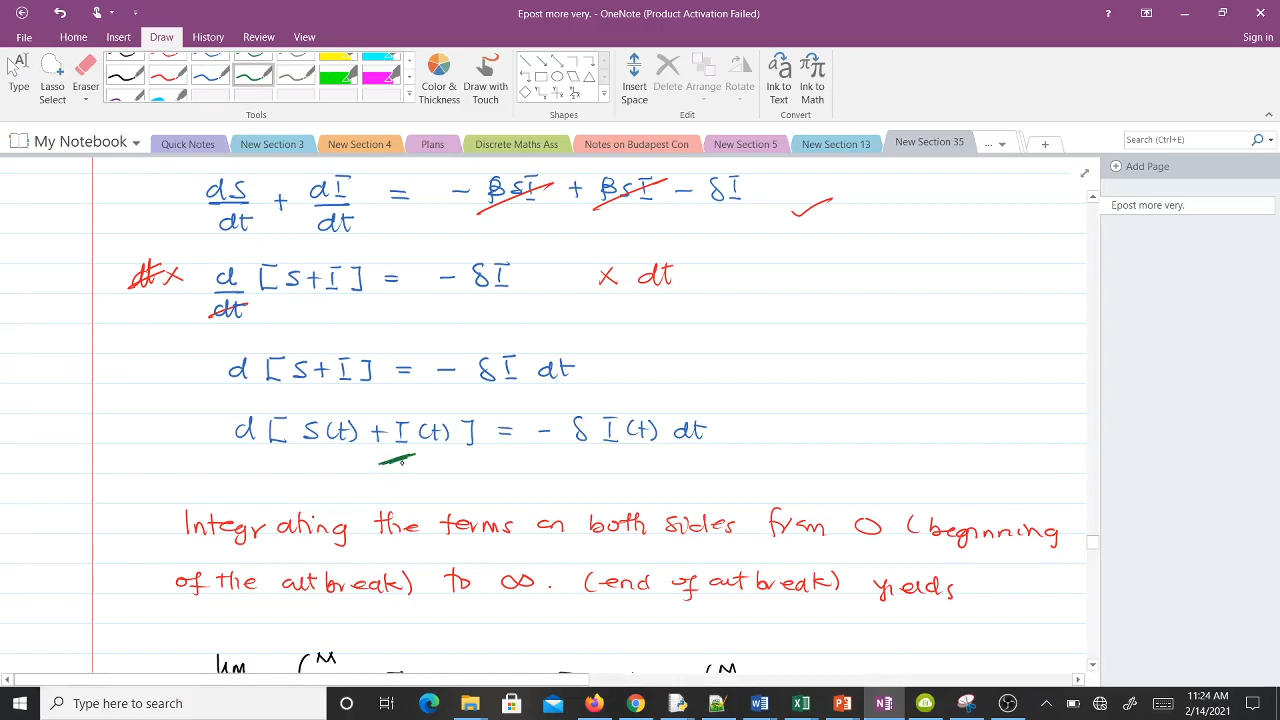 Epost more very. - OneNote (Product Activation Failed)
File Home Insert Draw History Review View Sign in
Type Lasso Select Eraser Color & Thickness Draw with Touch Insert Space Delete Arrange Rotate Ink to Text Ink to Math
Tools Shapes Edit Convert
My Notebook Quick Notes New Section 3 New Section 4 Plans Discrete Maths Ass Notes on Budapest Con New Section 5 New Section 13 New Section 35 ... Search (Ctrl+E)
Add Page
Epost more very.
dS/dt + dI/dt = - βSI + βSI - δI
dt × d/dt [S+I] = - δI × dt
d [S+I] = - δI dt
d [S(t) + I(t)] = - δ I(t) dt
Integrating the terms on both sides from 0 (beginning
of the outbreak) to ∞. (end of outbreak) yields
lim
Type here to search
11:24 AM
2/14/2021